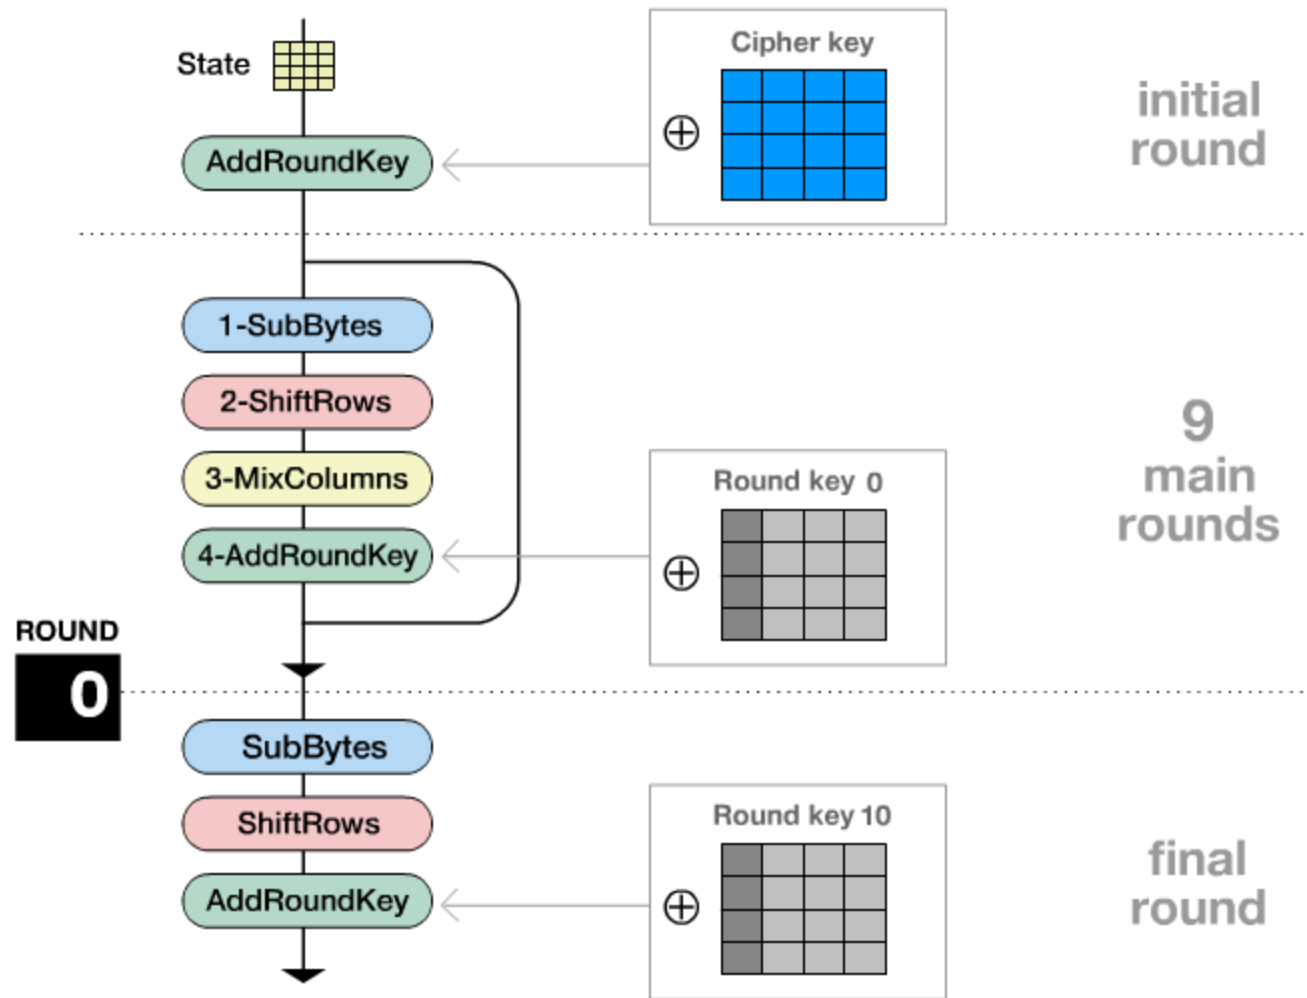 State
Cipher key
initial
round
AddRoundKey
1-SubBytes
2-ShiftRows
3-MixColumns
4-AddRoundKey
Round key 0
9
main
rounds
ROUND
0
SubBytes
ShiftRows
AddRoundKey
Round key 10
final
round